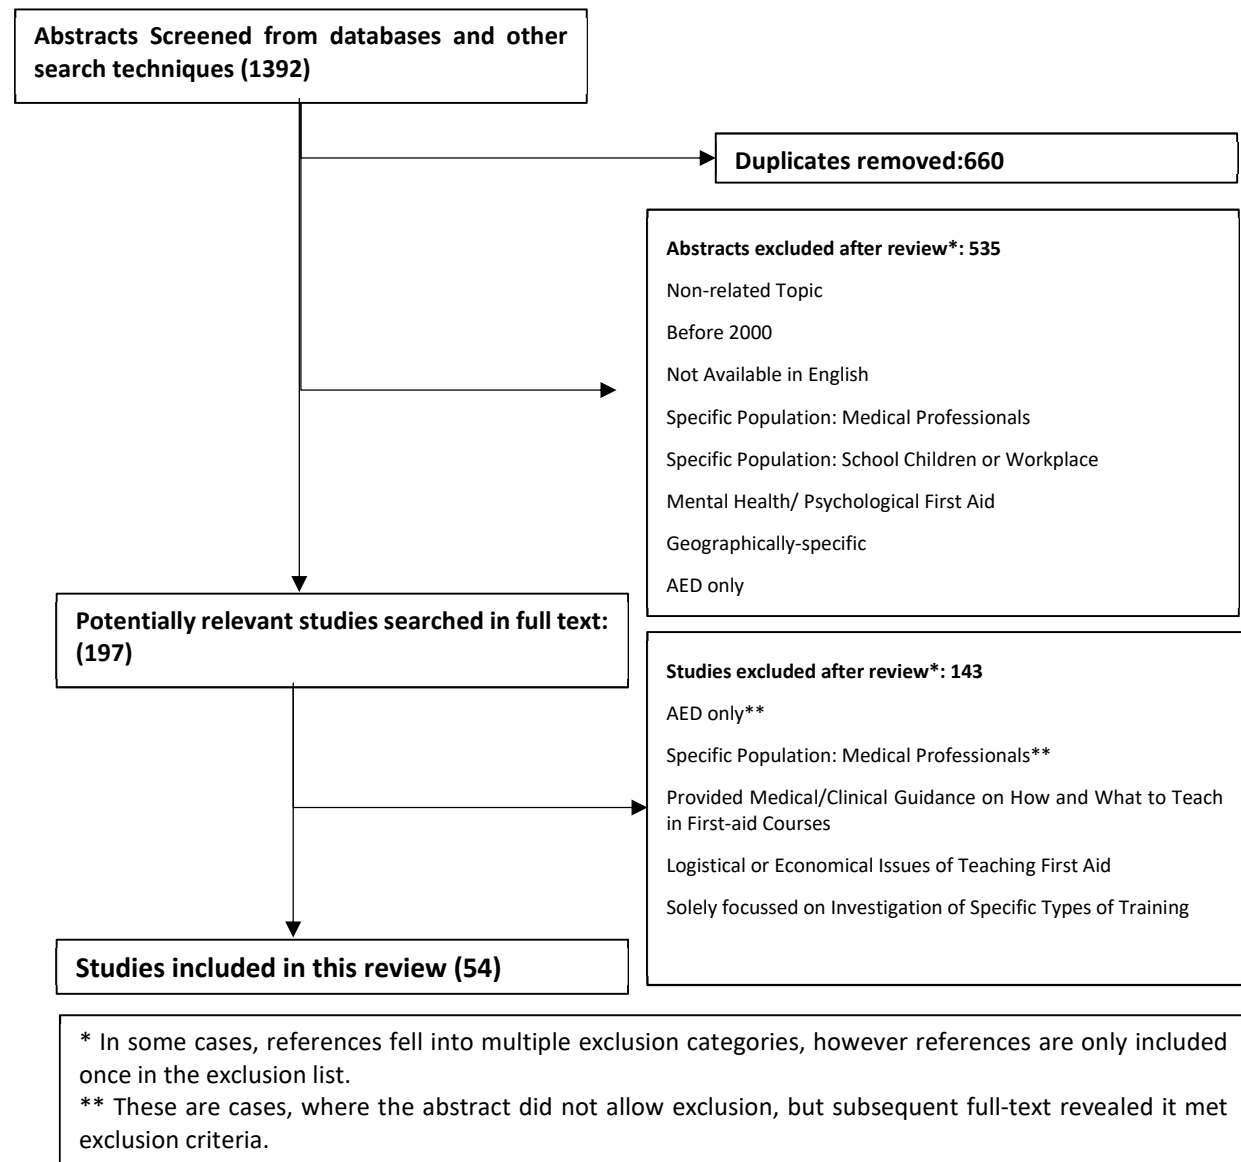 Abstracts Screened from databases and other
search techniques (1392)
Duplicates removed:660
Abstracts excluded after review*: 535
Non-related Topic
Before 2000
Not Available in English
Specific Population: Medical Professionals
Specific Population: School Children or Workplace
Mental Health/ Psychological First Aid
Geographically-specific
AED only
Potentially relevant studies searched in full text:
(197)
Studies excluded after review*: 143
AED only**
Specific Population: Medical Professionals**
Provided Medical/Clinical Guidance on How and What to Teach
in First-aid Courses
Logistical or Economical Issues of Teaching First Aid
Solely focussed on Investigation of Specific Types of Training
Studies included in this review (54)
* In some cases, references fell into multiple exclusion categories, however references are only included
once in the exclusion list.
** These are cases, where the abstract did not allow exclusion, but subsequent full-text revealed it met
exclusion criteria.